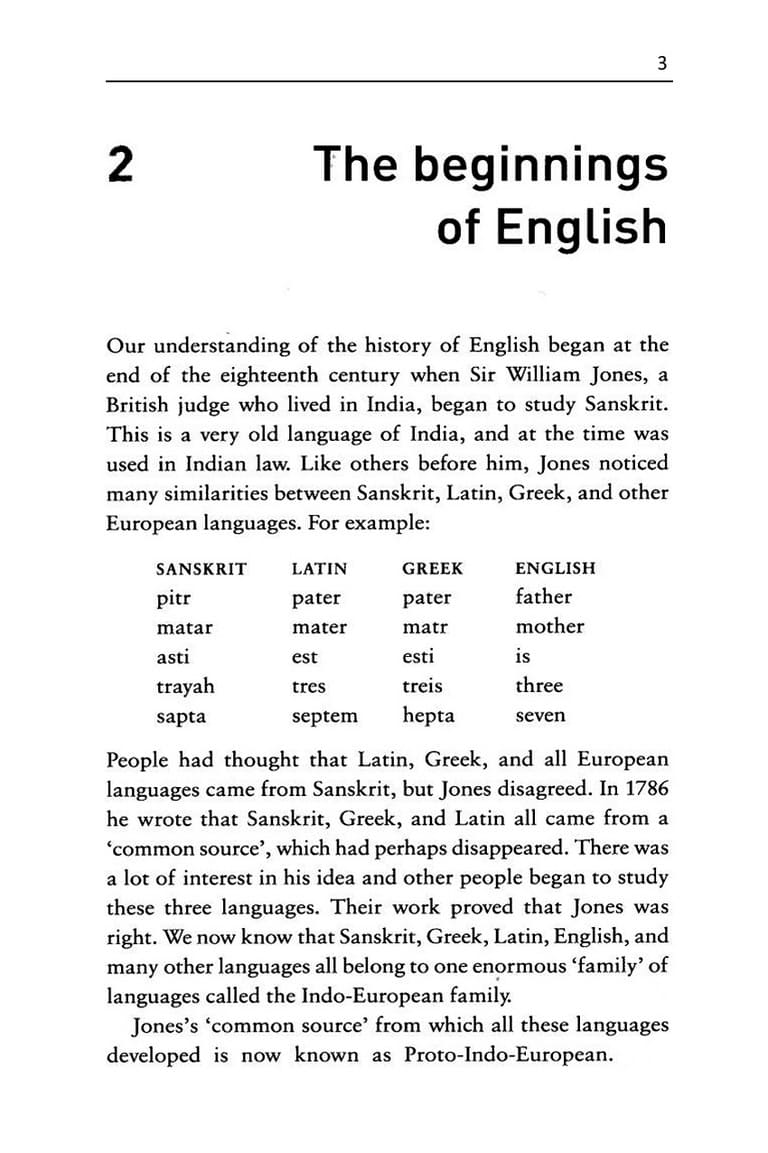 3
2 The beginnings
of English
Our understanding of the history of English began at the
end of the eighteenth century when Sir William Jones, a
British judge who lived in India, began to study Sanskrit.
This is a very old language of India, and at the time was
used in Indian law. Like others before him, Jones noticed
many similarities between Sanskrit, Latin, Greek, and other
European languages. For example:
SANSKRIT LATIN GREEK ENGLISH
pitr pater pater father
matar mater matr mother
asti est esti is
trayah tres treis three
sapta septem hepta seven
People had thought that Latin, Greek, and all European
languages came from Sanskrit, but Jones disagreed. In 1786
he wrote that Sanskrit, Greek, and Latin all came from a
‘common source’, which had perhaps disappeared. There was
a lot of interest in his idea and other people began to study
these three languages. Their work proved that Jones was
right. We now know that Sanskrit, Greek, Latin, English, and
many other languages all belong to one enormous ‘family’ of
languages called the Indo-European family.
Jones’s ‘common source’ from which all these languages
developed is now known as Proto-Indo-European.